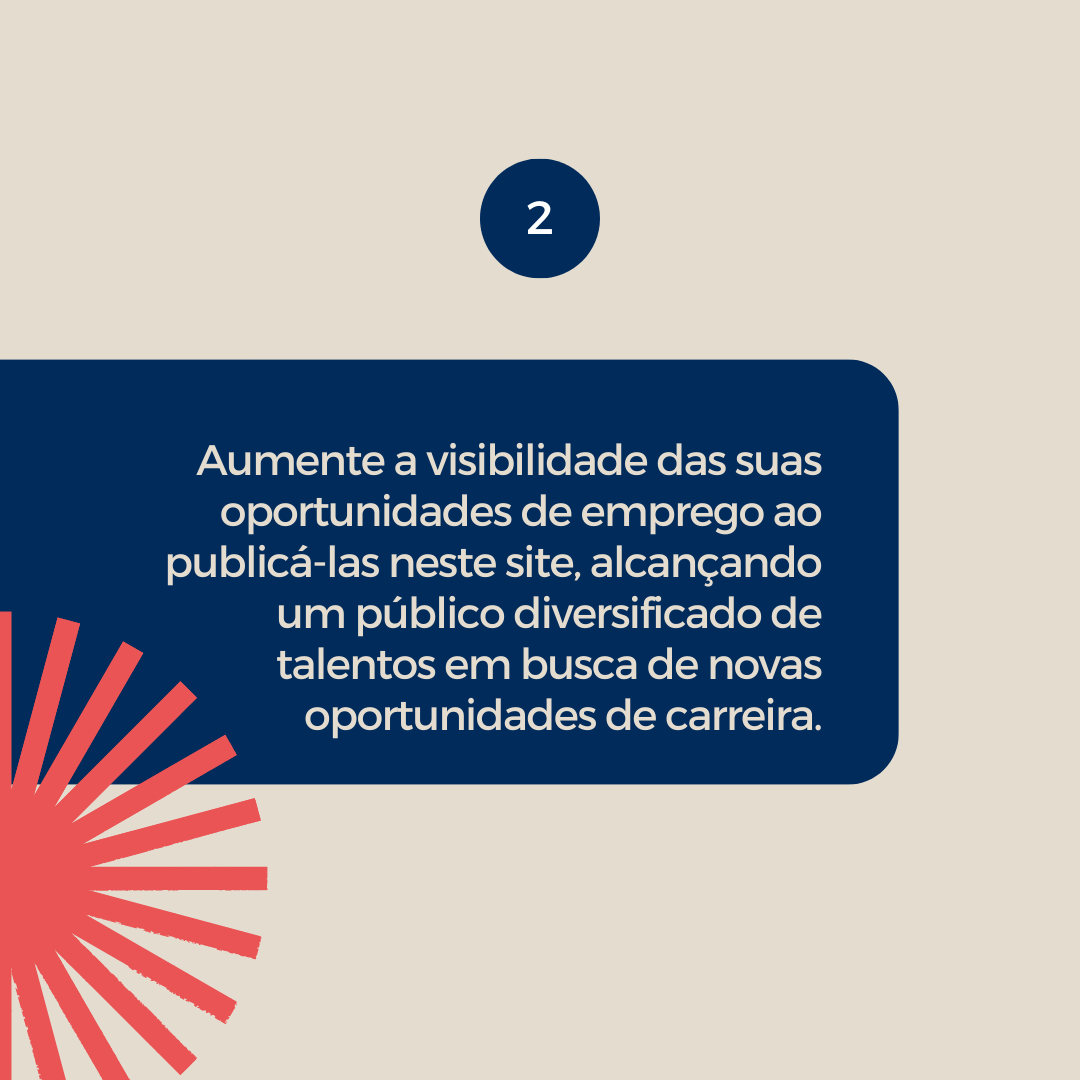 2
Aumente a visibilidade das suas
oportunidades de emprego ao
publicá-las neste site, alcançando
um público diversificado de
talentos em busca de novas
oportunidades de carreira.